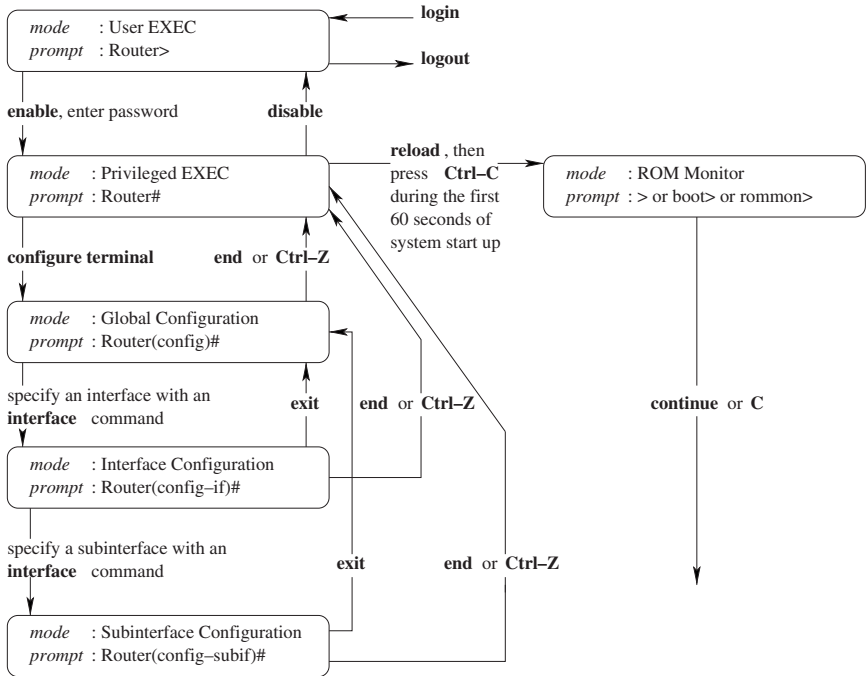 mode : User EXEC
prompt : Router>
login
logout
enable, enter password
disable
mode : Privileged EXEC
prompt : Router#
reload , then
press Ctrl–C
during the first
60 seconds of
system start up
mode : ROM Monitor
prompt : > or boot> or rommon>
configure terminal
end or Ctrl–Z
mode : Global Configuration
prompt : Router(config)#
specify an interface with an
interface command
exit
end or Ctrl–Z
continue or C
mode : Interface Configuration
prompt : Router(config–if)#
specify a subinterface with an
interface command
exit
end or Ctrl–Z
mode : Subinterface Configuration
prompt : Router(config–subif)#